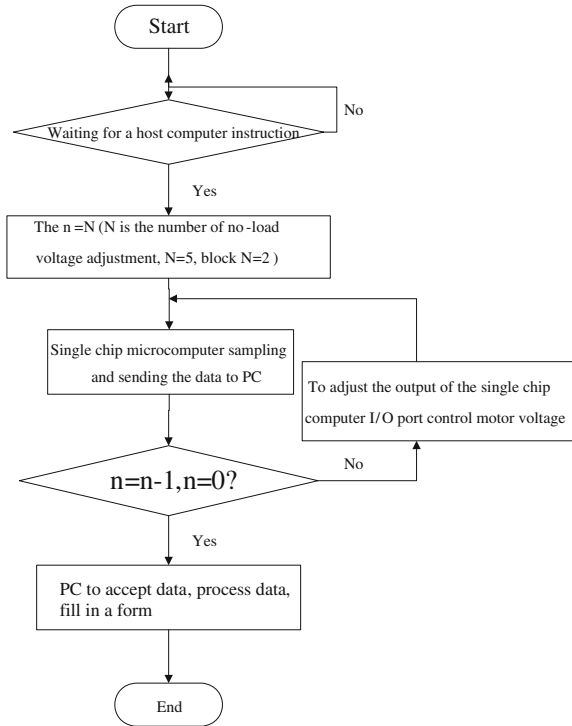 Start
No
Waiting for a host computer instruction
Yes
The n =N ( N is the number of no-load
voltage adjustment, N=5, block N=2 )
Single chip microcomputer sampling
and sending the data to PC
To adjust the output of the single chip
computer I/O port control motor voltage
n=n-1,n=0?
No
Yes
PC to accept data, process data,
fill in a form
End